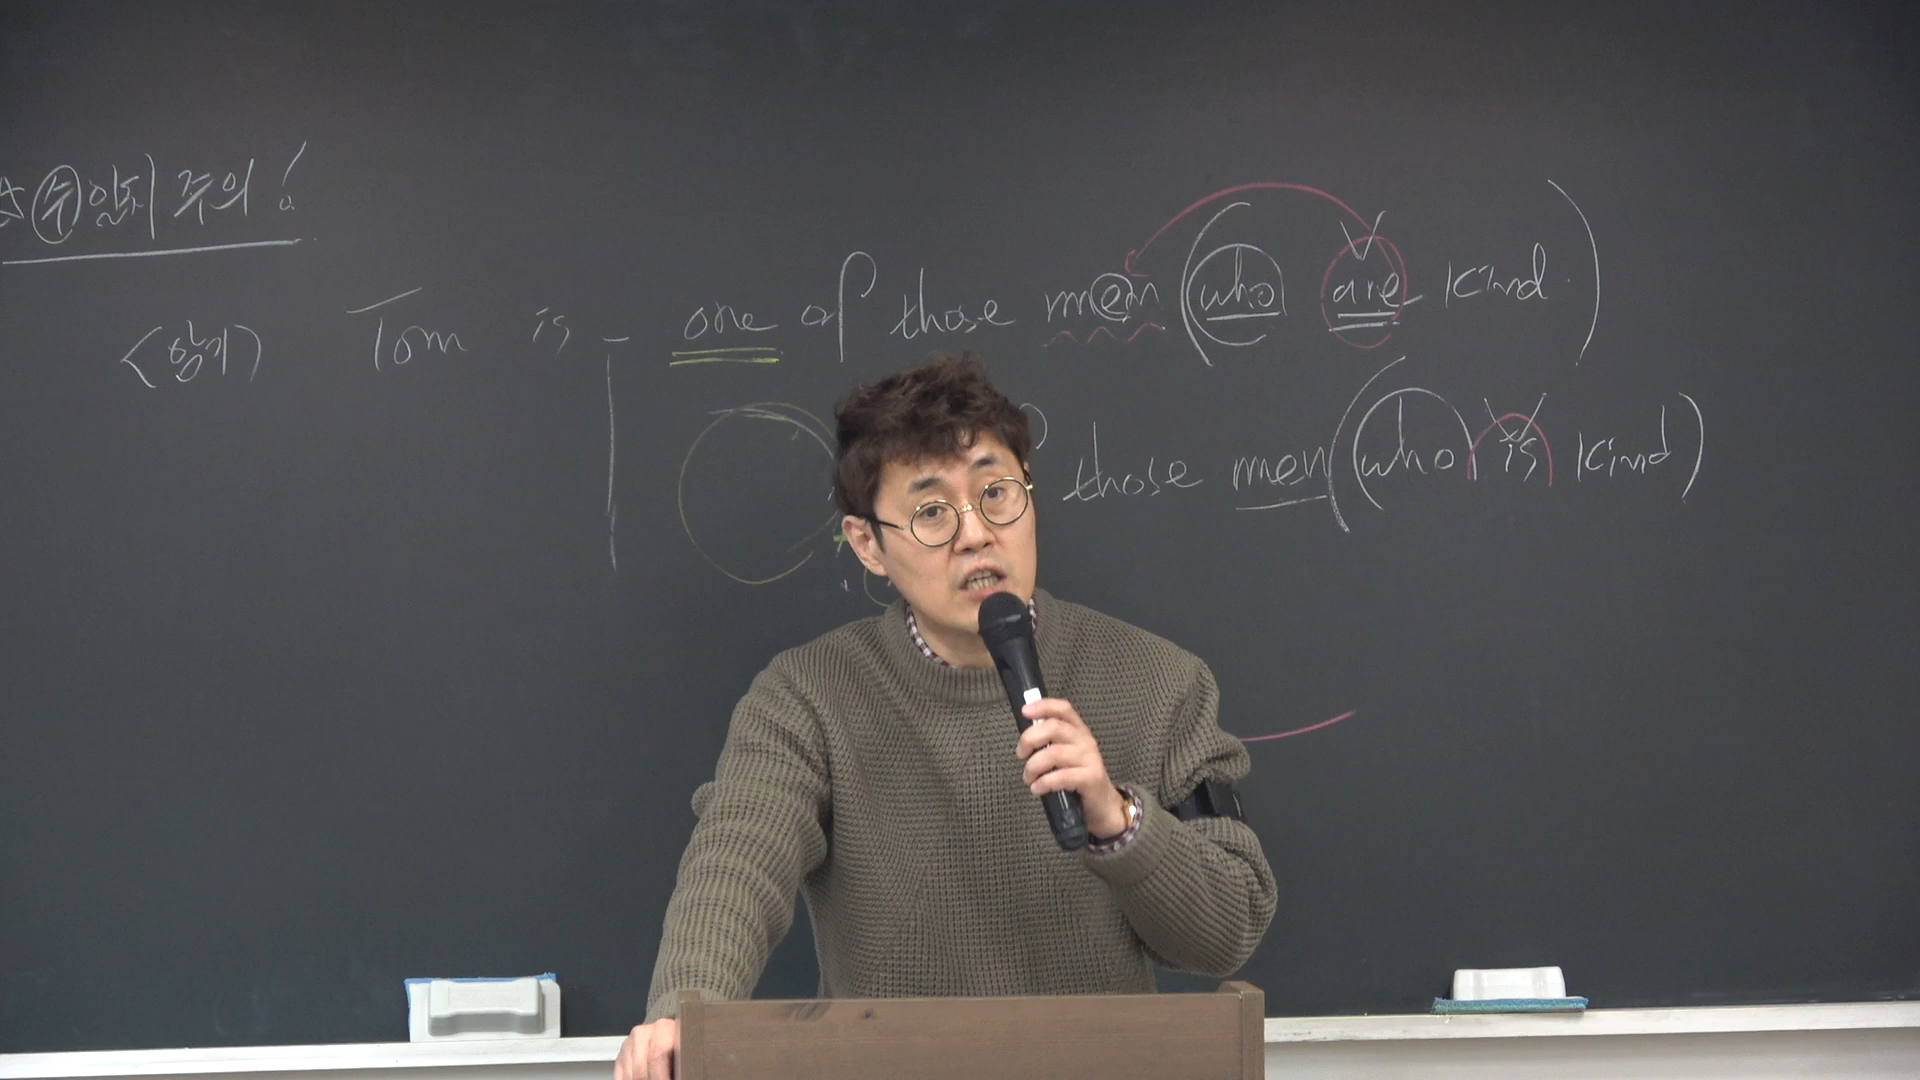 ☆ 수 일치 주의!
<암기> Tom is one of those men (who are kind.)
those men (who is kind)